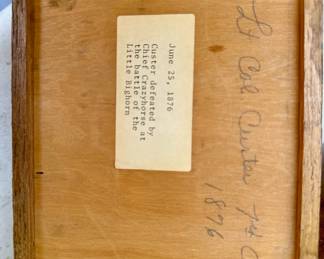 June 25, 1876
Custer defeated by
Chief Crazyhorse at
the battle of the
Little Bighorn
Lt Col Custer 7th C
1876